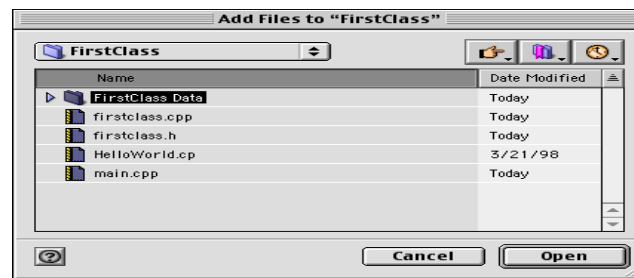 Add Files to “FirstClass”
FirstClass
Name Date Modified
FirstClass Data Today
firstclass.cpp Today
firstclass.h Today
HelloWorld.cp 3/21/98
main.cpp Today
Cancel Open